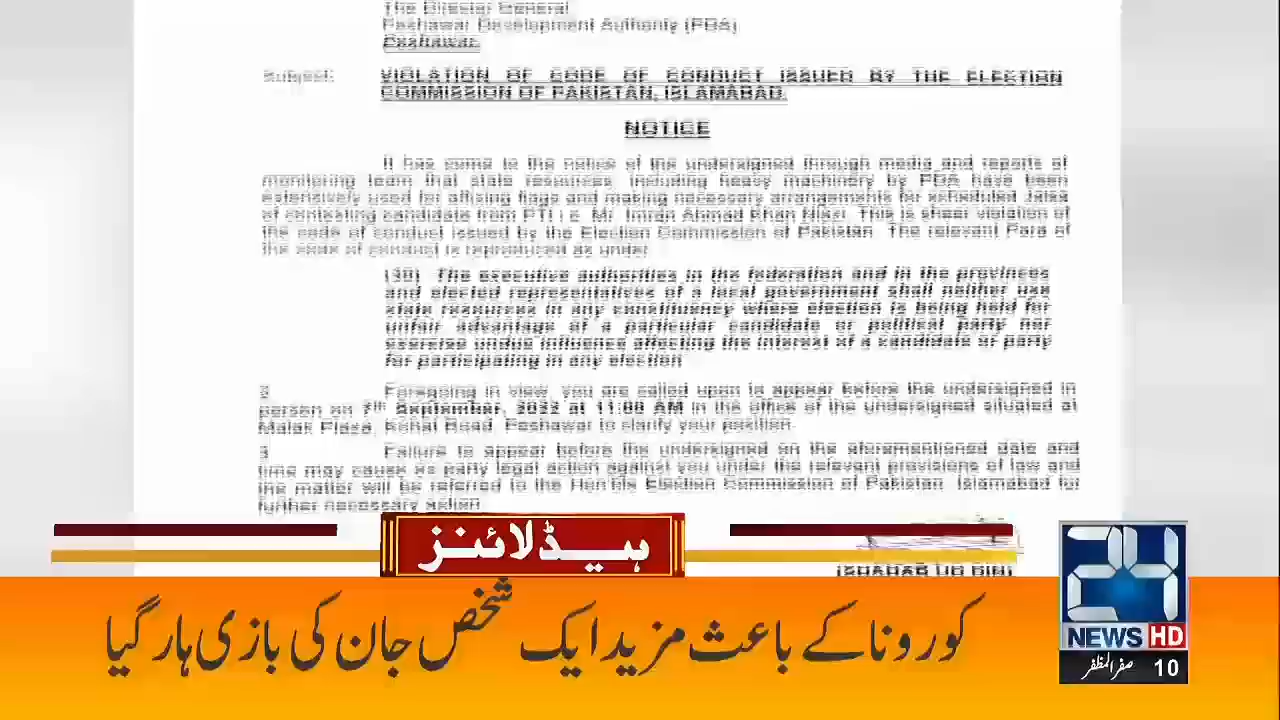 The Director General
Peshawar Development Authority (PDA)
Peshawar
Subject: VIOLATION OF CODE OF CONDUCT ISSUED BY THE ELECTION
COMMISSION OF PAKISTAN, ISLAMABAD.
NOTICE
It has come to the notice of the undersigned through media and reports of
monitoring team that state resources including heavy machinery by PDA have been
extensively used for affixing flags and making necessary arrangements for scheduled Jalsa
of contesting candidate from PTI i.e. Mr. Imran Ahmad Khan Niazi. This is sheer violation of
the code of conduct issued by the Election Commission of Pakistan. The relevant Para of
the code of conduct is reproduced as under
The executive authorities in the federation and in the provinces
and elected representatives of a local government shall neither use
state resources in any constituency where election is being held for
unfair advantage of a particular candidate or political party nor
exercise undue influence affecting the interest of a candidate or party
for participating in any election
2 Foregoing in view, you are called upon to appear before the undersigned in
person on 7th September, 2022 at 11:00 AM in the office of the undersigned situated at
Plaza, Road, Peshawar to clarify your position.
3 Failure to appear before the undersigned on the aforementioned date and
time may cause ex party legal action against you under the relevant provisions of law and
the matter will be referred to the Hon'ble Election Commission of Pakistan Islamabad for
further necessary action
(SHAHAB UD DIN)
ہیڈلائنز
کورونا کے باعث مزید ایک شخص جان کی بازی ہار گیا
24
NEWS HD
10 صفر المظفر